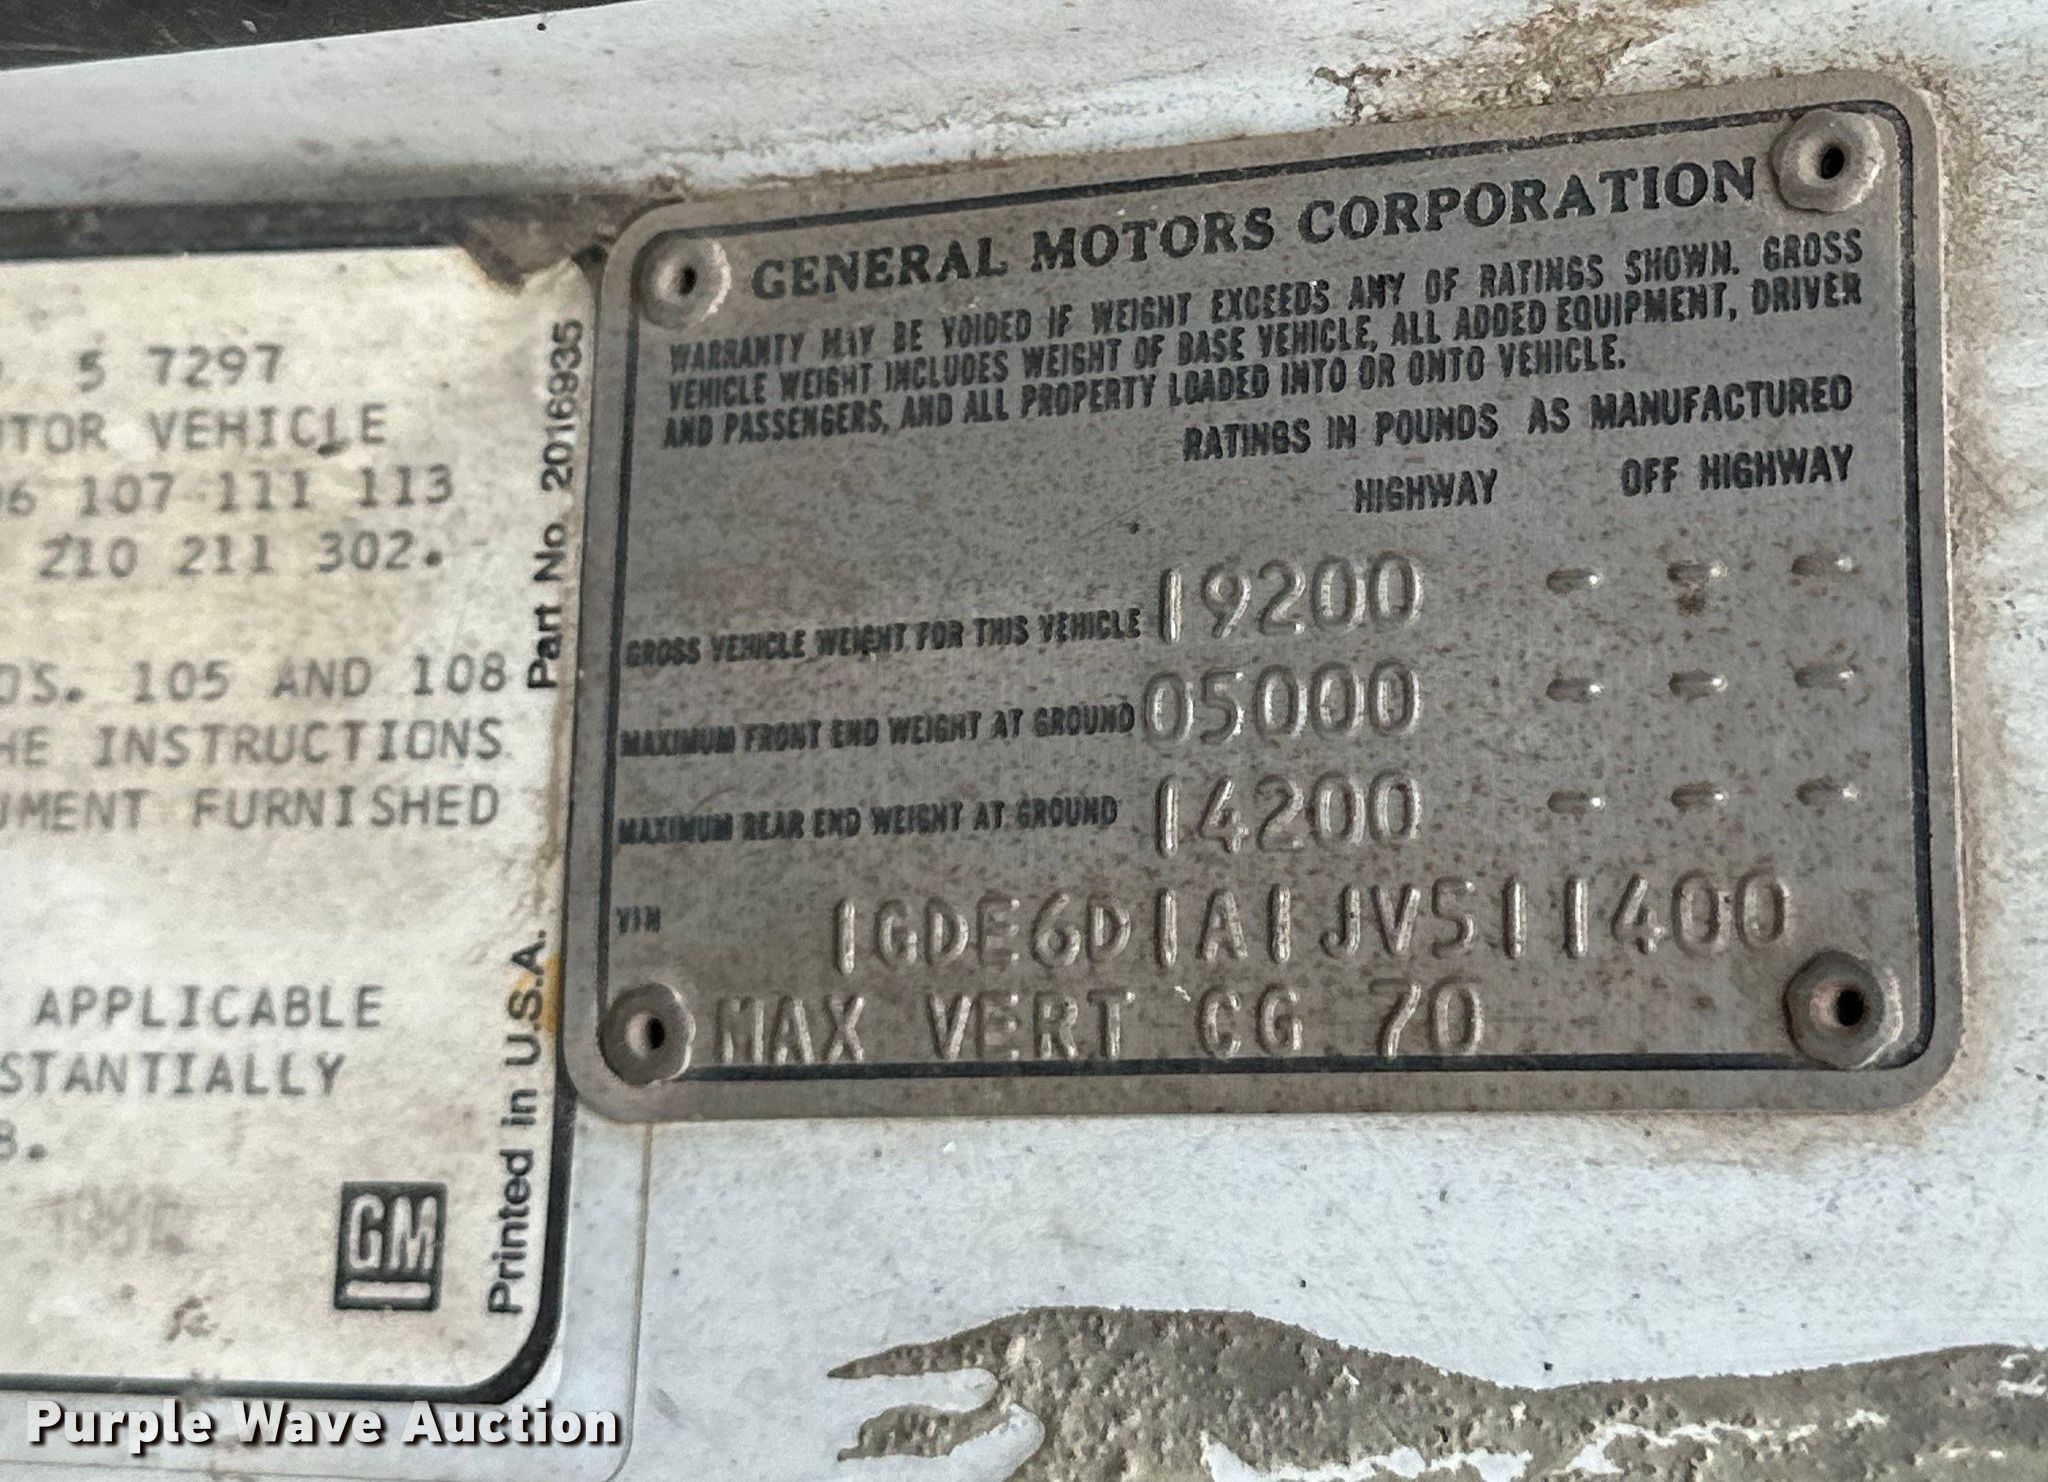 5 7297
TOR VEHICLE
6 107 111 113
210 211 302.
OS. 105 AND 108
HE INSTRUCTIONS
UMENT FURNISHED
APPLICABLE
STANTIALLY
B.
GM
Part No. 2016935
Printed in U.S.A.
GENERAL MOTORS CORPORATION
WARRANTY MAY BE VOIDED IF WEIGHT EXCEEDS ANY OF RATINGS SHOWN. GROSS
VEHICLE WEIGHT INCLUDES WEIGHT OF BASE VEHICLE, ALL ADDED EQUIPMENT, DRIVER
AND PASSENGERS, AND ALL PROPERTY LOADED INTO OR ONTO VEHICLE.
RATINGS IN POUNDS AS MANUFACTURED
HIGHWAY OFF HIGHWAY
GROSS VEHICLE WEIGHT FOR THIS VEHICLE 19200 - - -
MAXIMUM FRONT END WEIGHT AT GROUND 05000 - - -
MAXIMUM REAR END WEIGHT AT GROUND 14200 - - -
VIN 1GDE6D1A1JV511400
MAX VERT CG 70
Purple Wave Auction